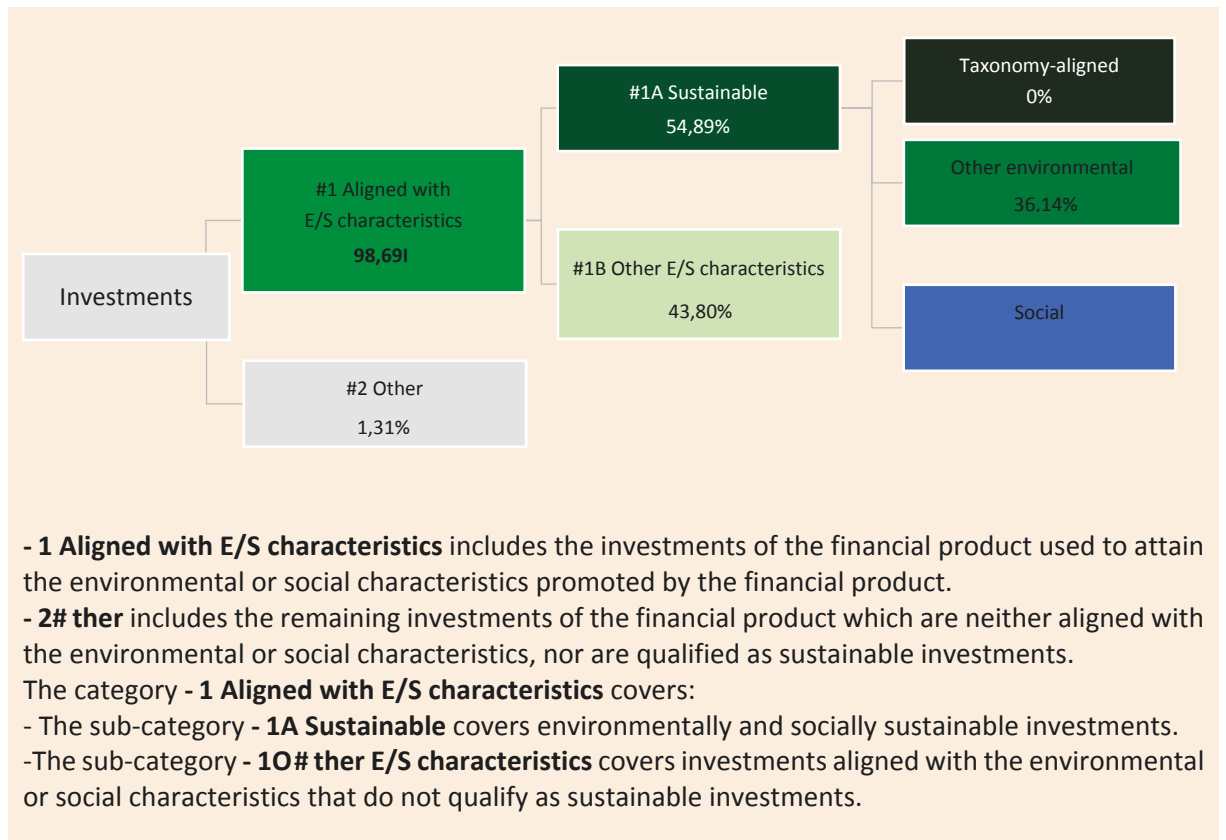 Investments
#1 Aligned with
E/S characteristics
98,69I
#2 Other
1,31%
#1A Sustainable
54,89%
#1B Other E/S characteristics
43,80%
Taxonomy-aligned
0%
Other environmental
36,14%
Social
- 1 Aligned with E/S characteristics includes the investments of the financial product used to attain
the environmental or social characteristics promoted by the financial product.
- 2# ther includes the remaining investments of the financial product which are neither aligned with
the environmental or social characteristics, nor are qualified as sustainable investments.
The category - 1 Aligned with E/S characteristics covers:
- The sub-category - 1A Sustainable covers environmentally and socially sustainable investments.
-The sub-category - 1O# ther E/S characteristics covers investments aligned with the environmental
or social characteristics that do not qualify as sustainable investments.